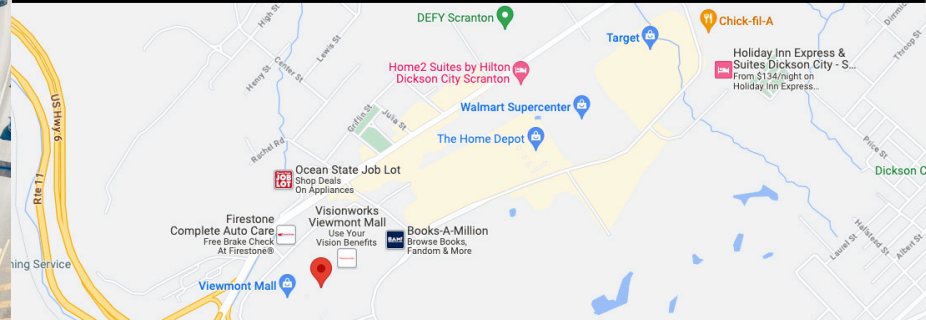 High St
DEFY Scranton
Chick-fil-A
Dimmic
Throop St
Target
Lewis St
Center St
Henry St
Holiday Inn Express &
Suites Dickson City - S...
From $134/night on
Holiday Inn Express...
Home2 Suites by Hilton
Dickson City Scranton
US Hwy 6
Walmart Supercenter
Griffin St
Julia St
The Home Depot
Rachel Rd
Price St
Rte 11
JOB
LOT
Ocean State Job Lot
Shop Deals
On Appliances
Dickson C
Firestone
Complete Auto Care
Free Brake Check
At Firestone®
Visionworks
Viewmont Mall
Use Your
Vision Benefits
BAM!
Books-A-Million
Browse Books,
Fandom & More
Laurel St
Halstead St
Albert St
ning Service
Viewmont Mall